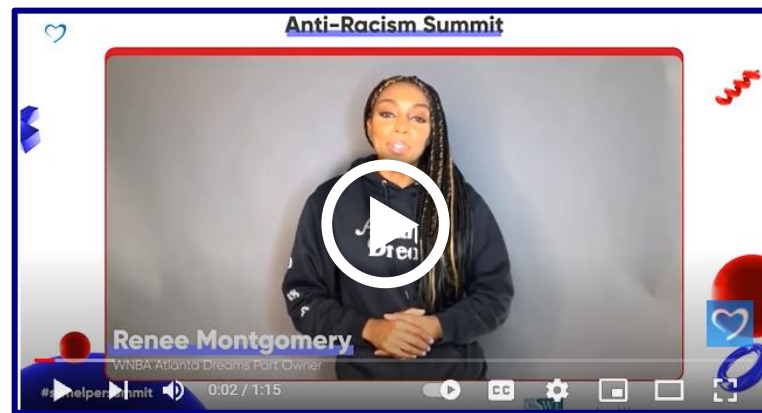 Anti-Racism Summit
Renee Montgomery
WNBA Atlanta Dreams Part Owner
0:02 / 1:15
CC